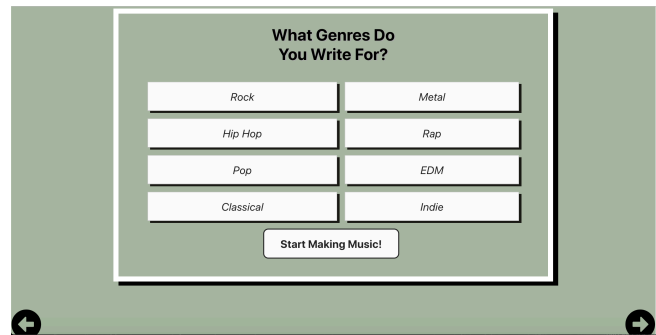 What Genres Do
You Write For?
Rock
Metal
Hip Hop
Rap
Pop
EDM
Classical
Indie
Start Making Music!